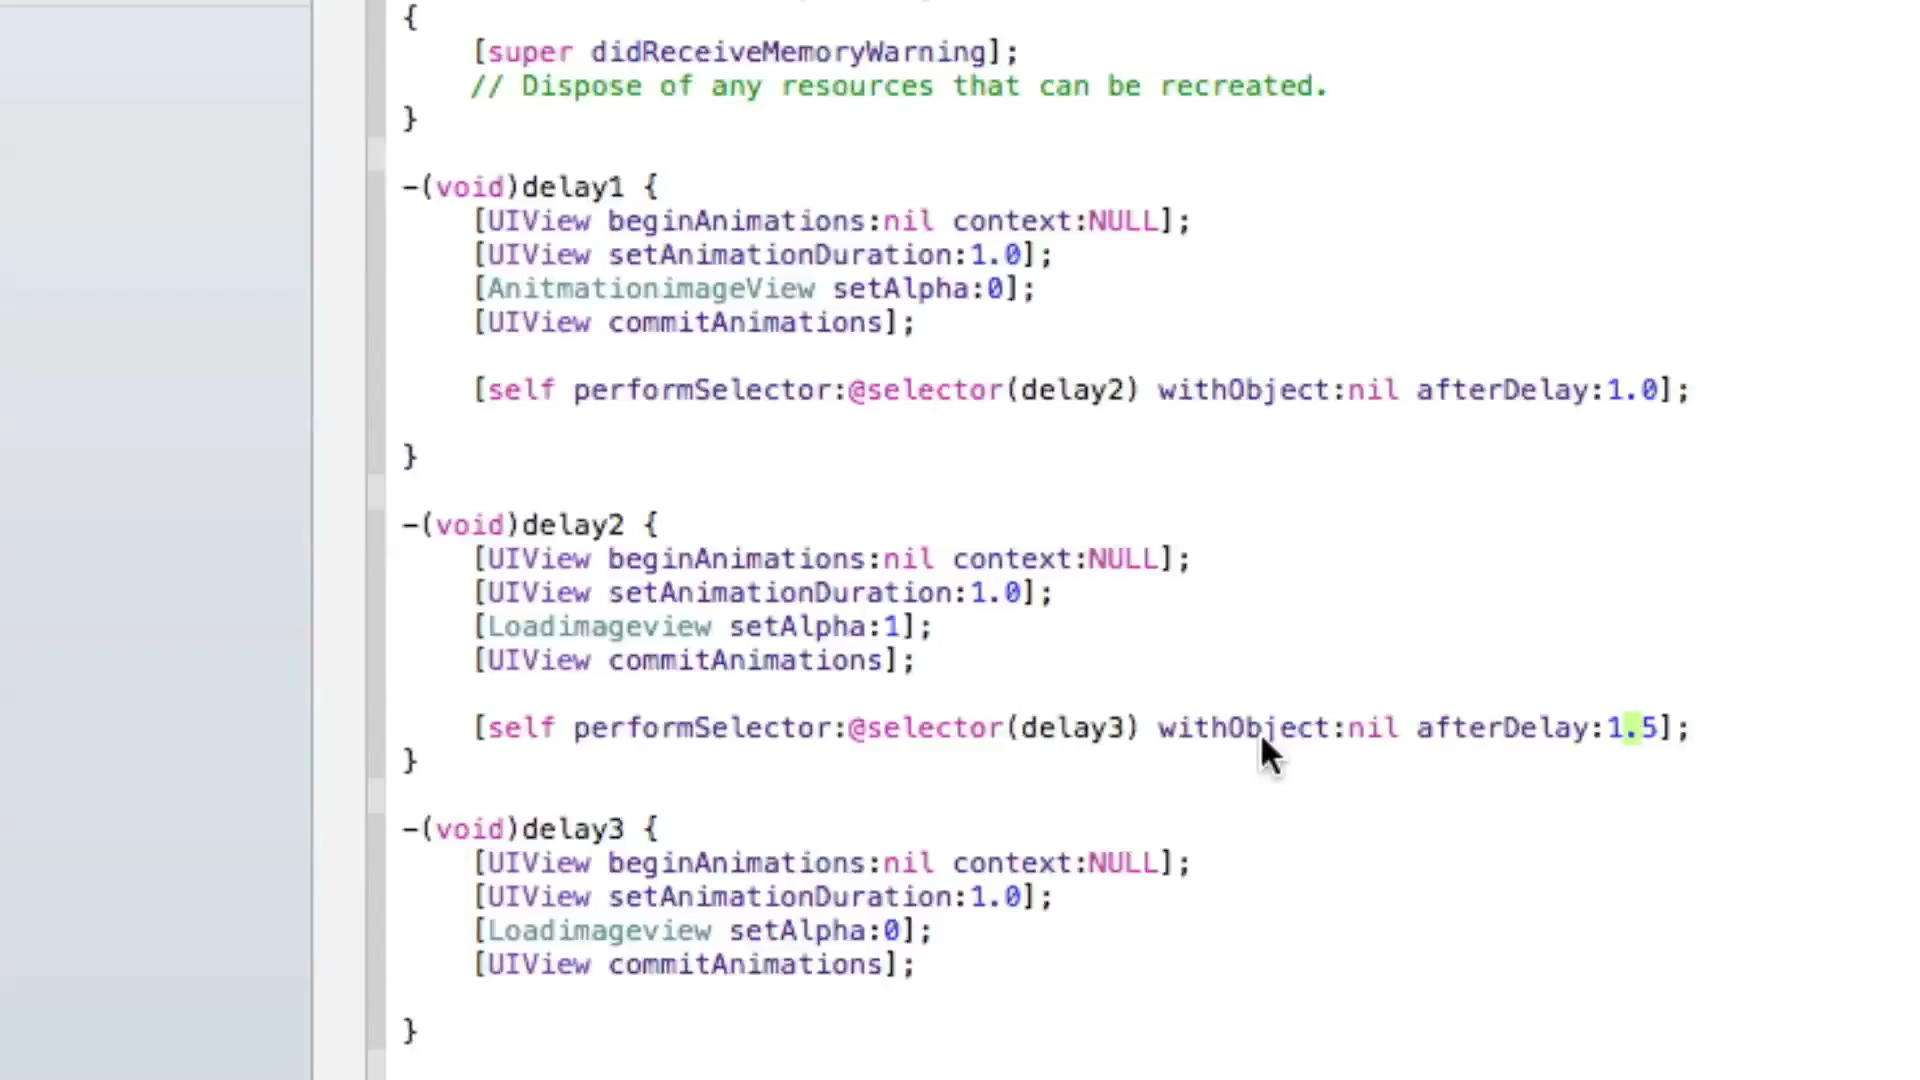 {
[super didReceiveMemoryWarning];
// Dispose of any resources that can be recreated.
}
-(void)delay1 {
[UIView beginAnimations:nil context:NULL];
[UIView setAnimationDuration:1.0];
[AnitmationimageView setAlpha:0];
[UIView commitAnimations];
[self performSelector:@selector(delay2) withObject:nil afterDelay:1.0];
}
-(void)delay2 {
[UIView beginAnimations:nil context:NULL];
[UIView setAnimationDuration:1.0];
[Loadimageview setAlpha:1];
[UIView commitAnimations];
[self performSelector:@selector(delay3) withObject:nil afterDelay:1.5];
}
-(void)delay3 {
[UIView beginAnimations:nil context:NULL];
[UIView setAnimationDuration:1.0];
[Loadimageview setAlpha:0];
[UIView commitAnimations];
}